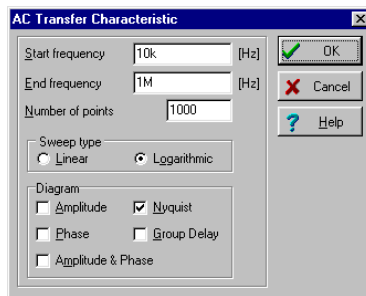 AC Transfer Characteristic
Start frequency 10k [Hz]
OK
End frequency 1M [Hz]
Cancel
Number of points 1000
Help
Sweep type
Linear Logarithmic
Diagram
Amplitude Nyquist
Phase Group Delay
Amplitude & Phase